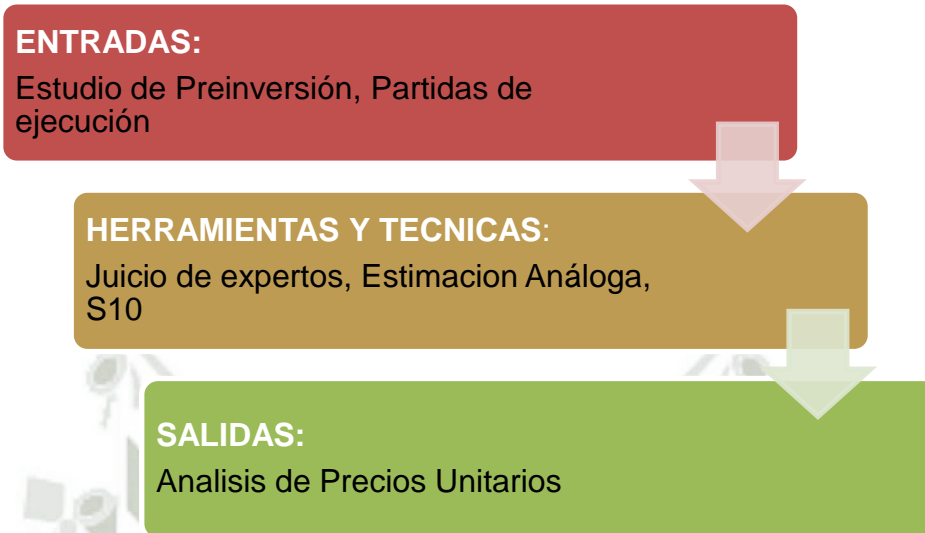 ENTRADAS:
Estudio de Preinversión, Partidas de
ejecución
HERRAMIENTAS Y TECNICAS:
Juicio de expertos, Estimacion Análoga,
S10
SALIDAS:
Analisis de Precios Unitarios